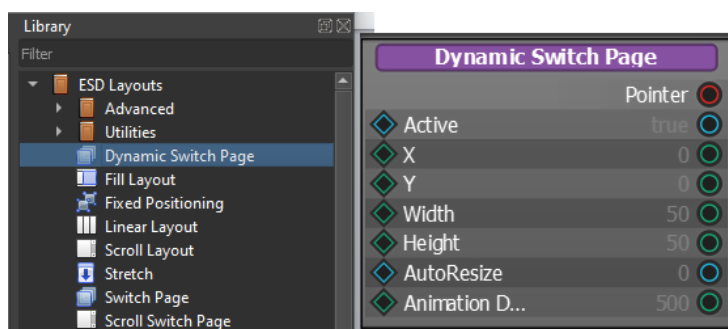 Library
Filter
ESD Layouts
Advanced
Utilities
Dynamic Switch Page
Fill Layout
Fixed Positioning
Linear Layout
Scroll Layout
Stretch
Switch Page
Scroll Switch Page
Dynamic Switch Page
Pointer
Active true
X 0
Y 0
Width 50
Height 50
AutoResize 0
Animation D... 500